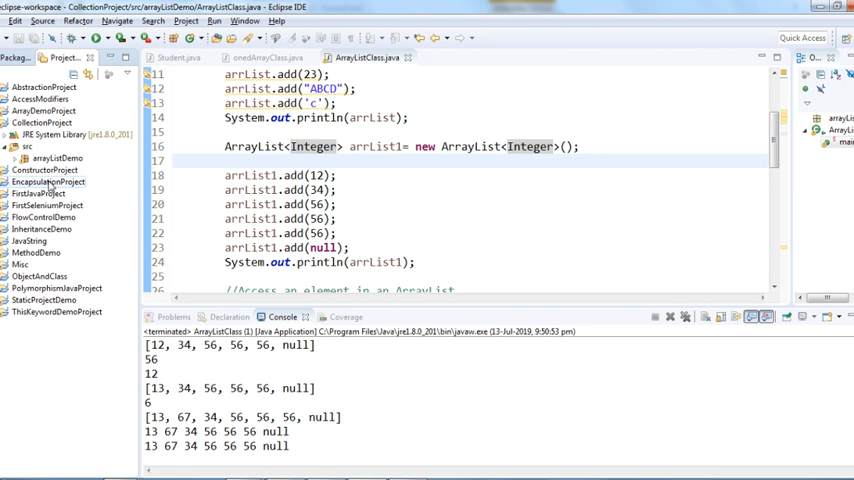 eclipse-workspace - CollectionProject/src/arrayListDemo/ArrayListClass.java - Eclipse IDE
Edit Source Refactor Navigate Search Project Run Window Help
Quick Access
Packag... Project...
Student.java onedArrayClass.java ArrayListClass.java
O...
AbstractionProject
AccessModifiers
ArrayDemoProject
CollectionProject
JRE System Library [jre1.8.0_201]
src
arrayListDemo
ConstructorProject
EncapsulationProject
FirstJavaProject
FirstSeleniumProject
FlowControlDemo
InheritanceDemo
JavaString
MethodDemo
Misc
ObjectAndClass
PolymorphismJavaProject
StaticProjectDemo
ThisKeywordDemoProject
11 arrList.add(23);
12 arrList.add("ABCD");
13 arrList.add('c');
14 System.out.println(arrList);
15
16 ArrayList<Integer> arrList1= new ArrayList<Integer>();
17
18 arrList1.add(12);
19 arrList1.add(34);
20 arrList1.add(56);
21 arrList1.add(56);
22 arrList1.add(56);
23 arrList1.add(null);
24 System.out.println(arrList1);
25
26 //Access an element in an ArrayList
arrayLi
ArrayLi
mai
Problems Declaration Console Coverage
<terminated> ArrayListClass (1) [Java Application] C:\Program Files\Java\jre1.8.0_201\bin\javaw.exe (13-Jul-2019, 9:50:53 pm)
[12, 34, 56, 56, 56, null]
56
12
[13, 34, 56, 56, 56, null]
6
[13, 67, 34, 56, 56, 56, null]
13 67 34 56 56 56 null
13 67 34 56 56 56 null